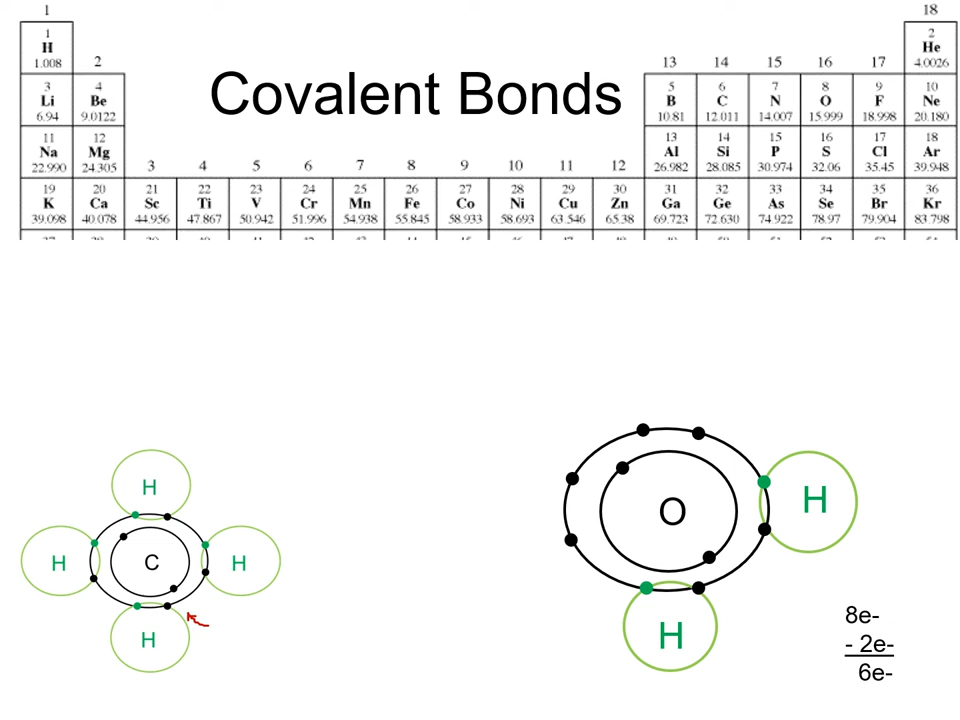 1 18
1 2
H He
1.008 2 13 14 15 16 17 4.0026
Covalent Bonds
3 4 5 6 7 8 9 10
Li Be B C N O F Ne
6.94 9.0122 10.81 12.011 14.007 15.999 18.998 20.180
11 12 13 14 15 16 17 18
Na Mg Al Si P S Cl Ar
22.990 24.305 3 4 5 6 7 8 9 10 11 12 26.982 28.085 30.974 32.06 35.45 39.948
19 20 21 22 23 24 25 26 27 28 29 30 31 32 33 34 35 36
K Ca Sc Ti V Cr Mn Fe Co Ni Cu Zn Ga Ge As Se Br Kr
39.098 40.078 44.956 47.867 50.942 51.996 54.938 55.845 58.933 58.693 63.546 65.38 69.723 72.630 74.922 78.97 79.904 83.798
H
H C H
H
O H
H
8e-
- 2e-
6e-